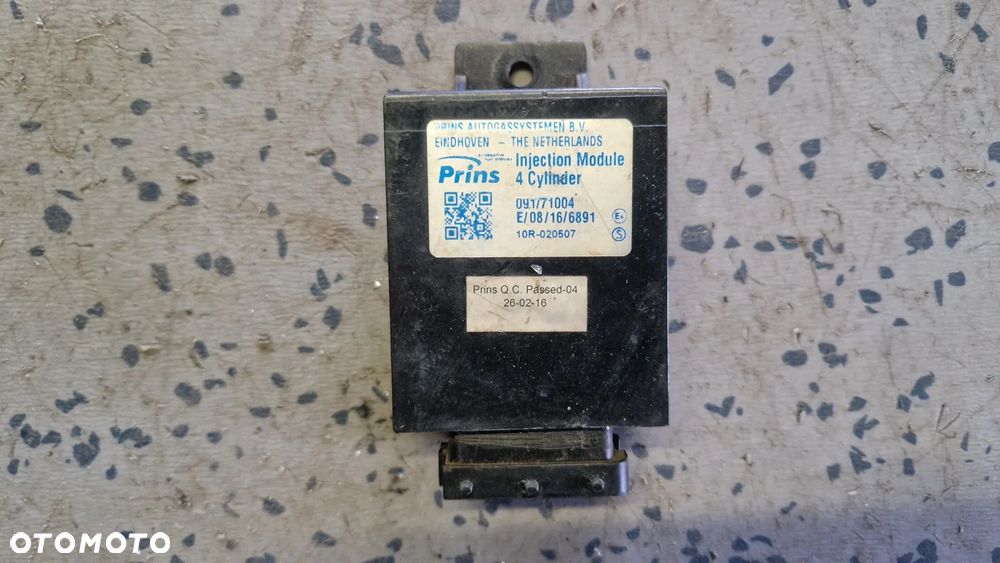 PRINS AUTOGASSYSTEMEN B.V.
EINDHOVEN - THE NETHERLANDS
Prins
Injection Module
4 Cylinder
091/71004
E/08/16/6891
E4
10R-020507
S
Prins Q.C. Passed-04
26-02-16
OTOMOTO